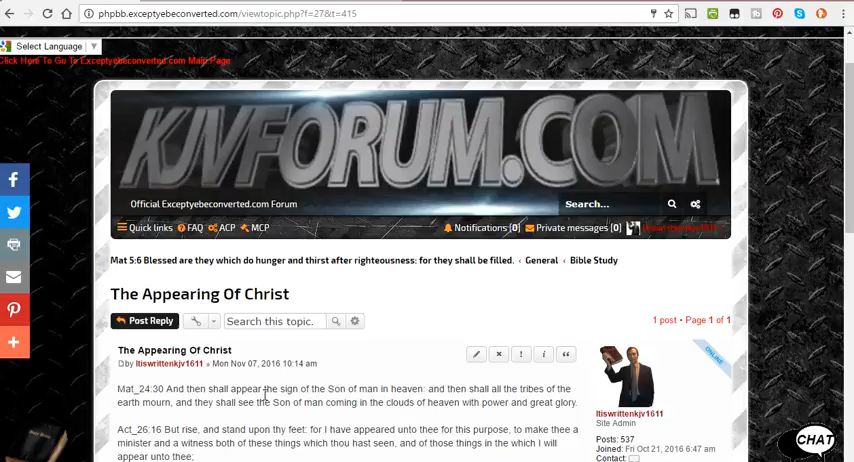 phpbb.exceptyebeconverted.com/viewtopic.php?f=27&t=415
Select Language ▼
Click Here To Go To Exceptyebeconverted.com Main Page
KJVFORUM.COM
Official Exceptyebeconverted.com Forum
Search...
Quick links FAQ ACP MCP Notifications [0] Private messages [0] Itiswrittenkjv1611
Mat 5:6 Blessed are they which do hunger and thirst after righteousness: for they shall be filled. ‹ General ‹ Bible Study
The Appearing Of Christ
Post Reply Search this topic. 1 post • Page 1 of 1
The Appearing Of Christ
by Itiswrittenkjv1611 » Mon Nov 07, 2016 10:14 am
Mat_24:30 And then shall appear the sign of the Son of man in heaven: and then shall all the tribes of the
earth mourn, and they shall see the Son of man coming in the clouds of heaven with power and great glory.
Act_26:16 But rise, and stand upon thy feet: for I have appeared unto thee for this purpose, to make thee a
minister and a witness both of these things which thou hast seen, and of those things in the which I will
appear unto thee;
ONLINE
Itiswrittenkjv1611
Site Admin
Posts: 537
Joined: Fri Oct 21, 2016 6:47 am
Contact:
CHAT